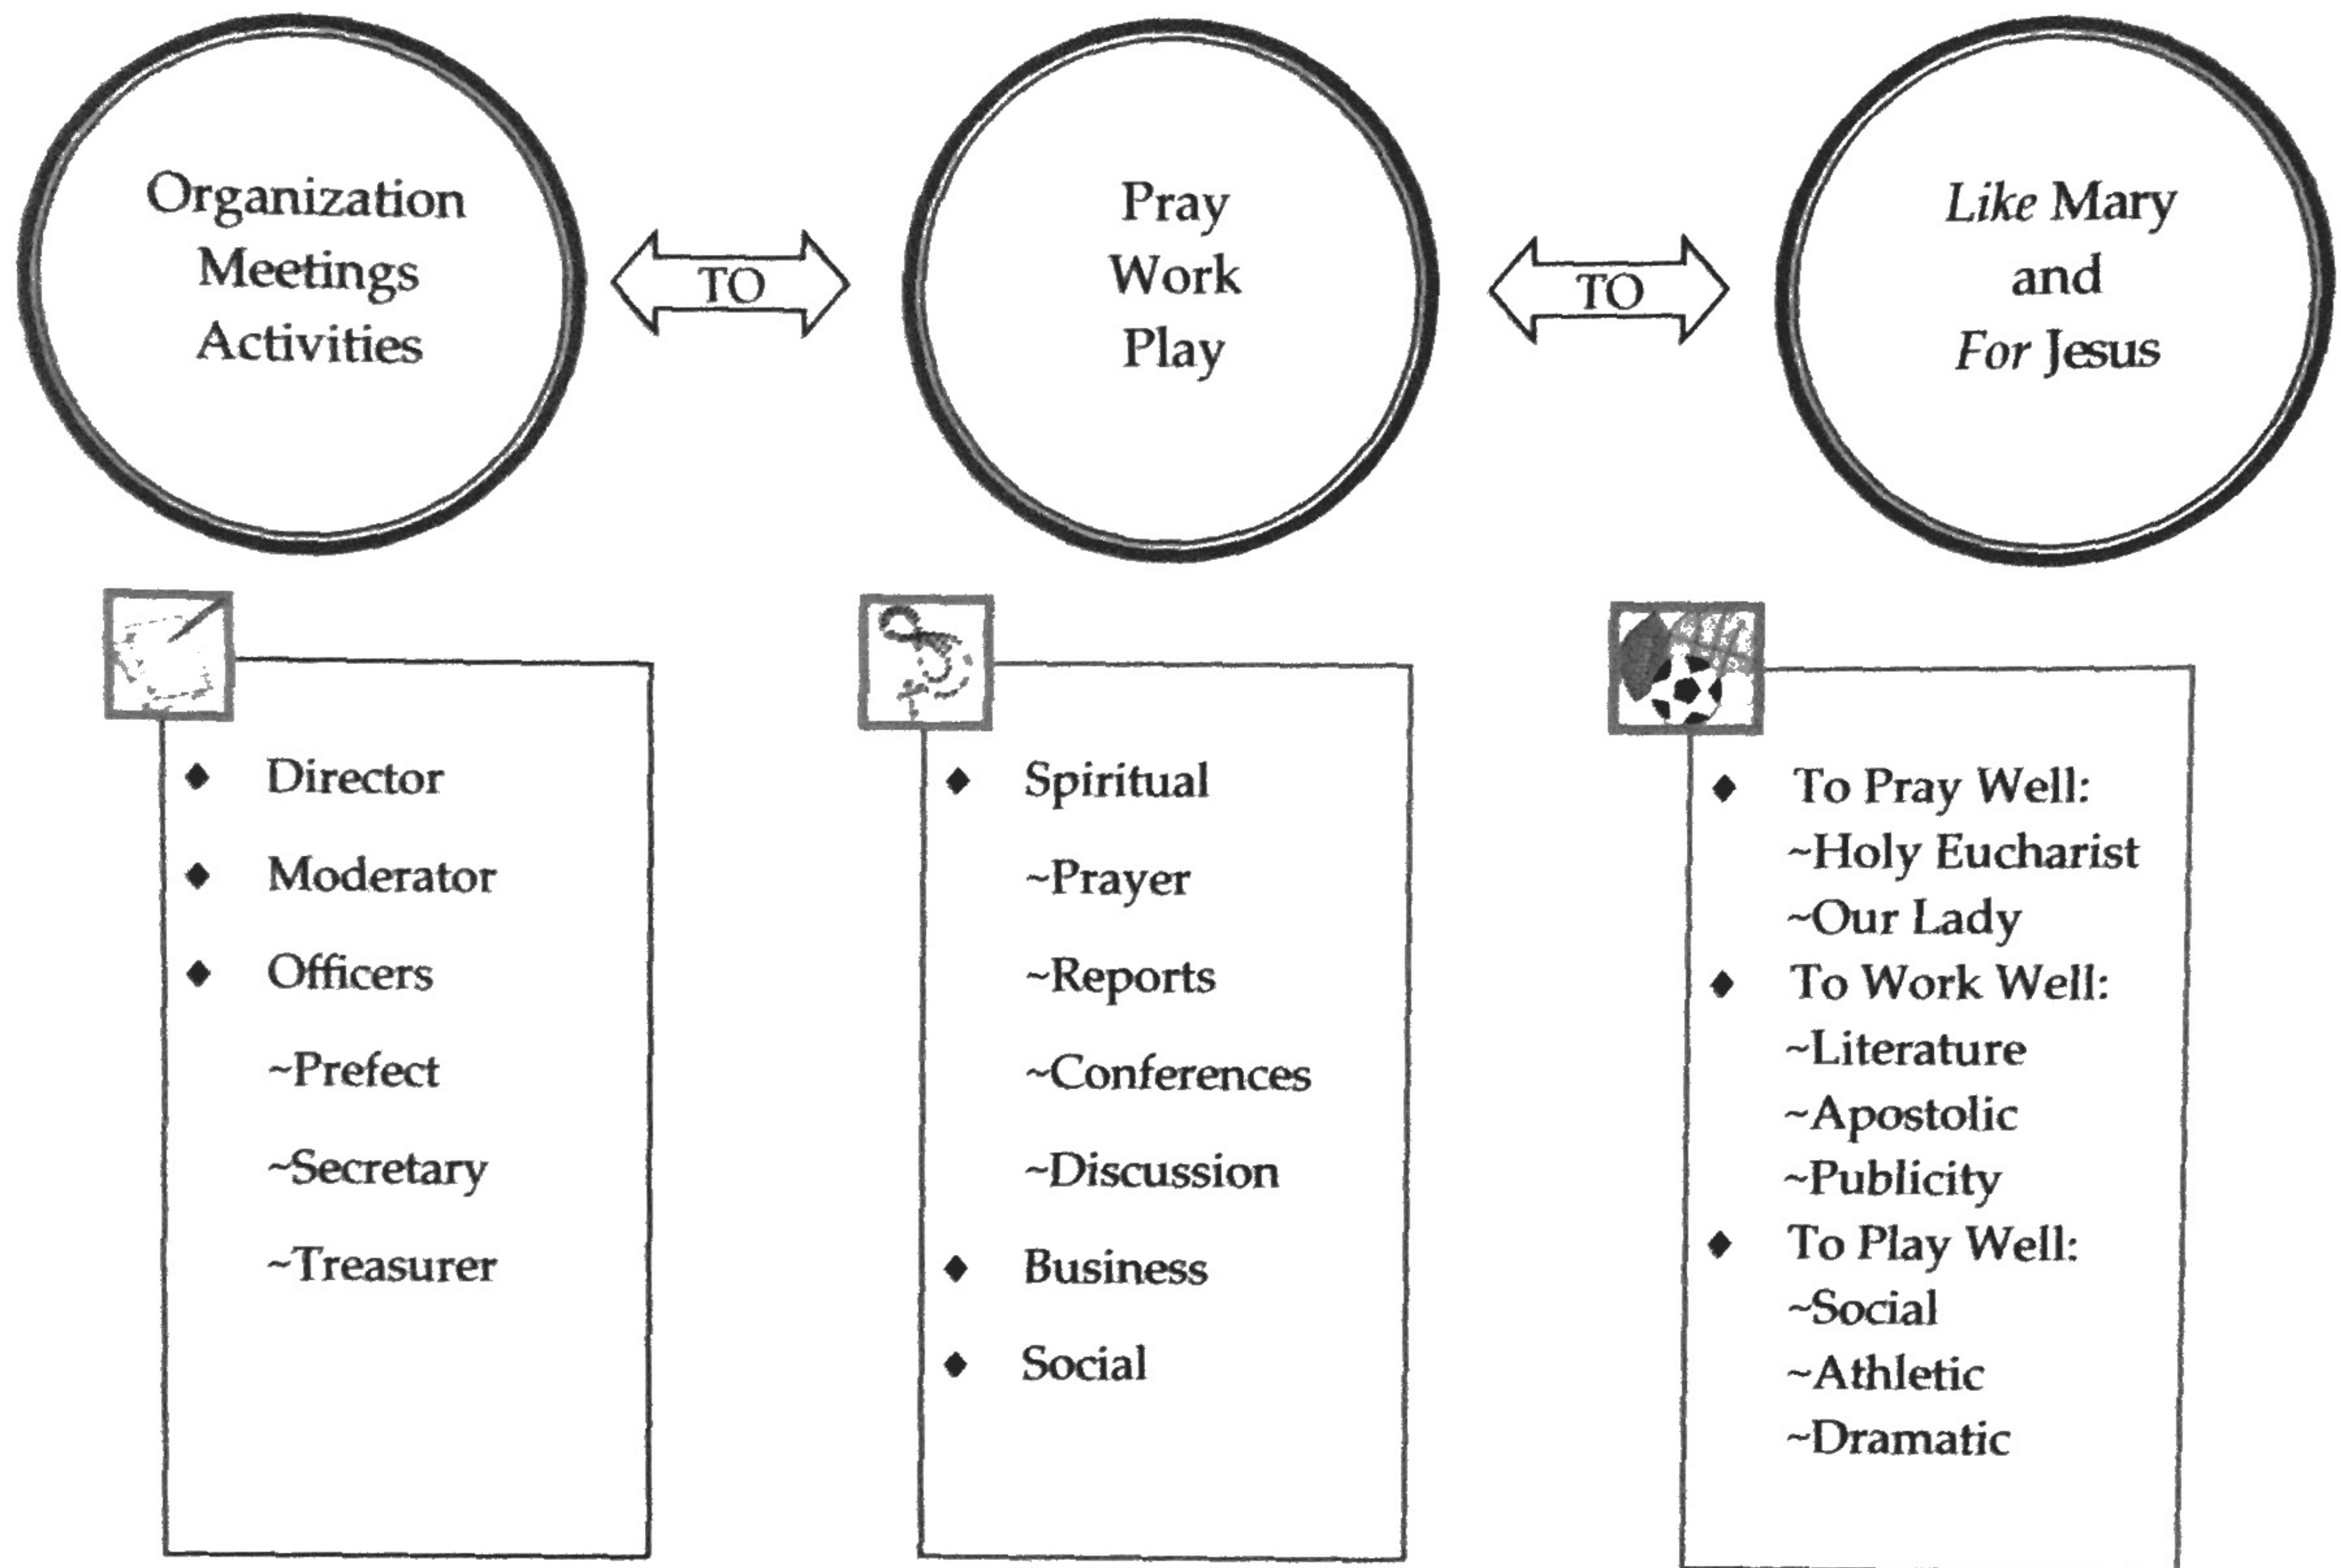 Organization
Meetings
Activities
TO
Pray
Work
Play
TO
Like Mary
and
For Jesus
♦ Director
♦ Moderator
♦ Officers
~Prefect
~Secretary
~Treasurer
♦ Spiritual
~Prayer
~Reports
~Conferences
~Discussion
♦ Business
♦ Social
♦ To Pray Well:
~Holy Eucharist
~Our Lady
♦ To Work Well:
~Literature
~Apostolic
~Publicity
♦ To Play Well:
~Social
~Athletic
~Dramatic